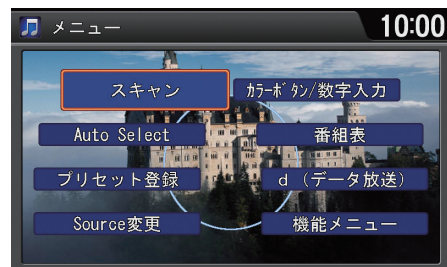 メニュー 10:00
スキャン ｶﾗｰﾎﾞﾀﾝ/数字入力
Auto Select 番組表
プリセット登録 d (データ放送)
Source変更 機能メニュー